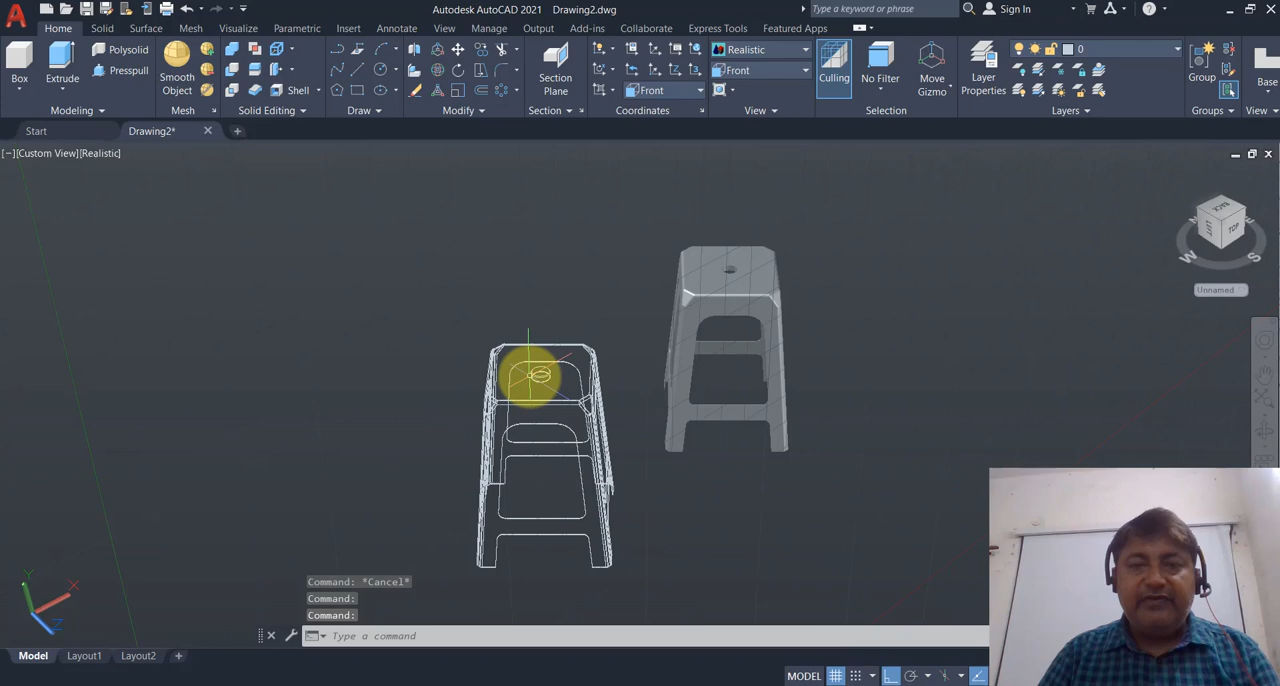 Autodesk AutoCAD 2021 Drawing2.dwg
Type a keyword or phrase
Sign In
Home Solid Surface Mesh Visualize Parametric Insert Annotate View Manage Output Add-ins Collaborate Express Tools Featured Apps
Box
Extrude
Polysolid
Presspull
Smooth
Object
Shell
Section
Plane
Realistic
Front
Front
Culling
No Filter
Move
Gizmo
Layer
Properties
0
Group
Base
Modeling
Mesh
Solid Editing
Draw
Modify
Section
Coordinates
View
Selection
Layers
Groups
View
Start
Drawing2*
[−][Custom View][Realistic]
BACK
LEFT
TOP
N
E
W
S
Unnamed
Y
X
Z
Command: *Cancel*
Command:
Command:
Type a command
Model Layout1 Layout2
MODEL